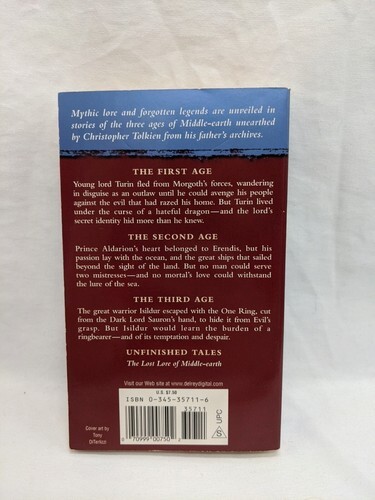 Mythic lore and forgotten legends are unveiled in
stories of the three ages of Middle-earth unearthed
by Christopher Tolkien from his father's archives.
THE FIRST AGE
Young lord Turin fled from Morgoth's forces, wandering
in disguise as an outlaw until he could avenge his people
against the evil that had razed his home. But Turin lived
under the curse of a hateful dragon—and the lord's
secret identity hid more than he knew.
THE SECOND AGE
Prince Aldarion's heart belonged to Erendis, but his
passion lay with the ocean, and the great ships that sailed
beyond the sight of the land. But no man could serve
two mistresses—and no mortal's love could withstand
the lure of the sea.
THE THIRD AGE
The great warrior Isildur escaped with the One Ring, cut
from the Dark Lord Sauron's hand, to hide it from Evil's
grasp. But Isildur would learn the burden of a
ringbearer—and of its temptation and despair.
UNFINISHED TALES
The Lost Lore of Middle-earth
Visit our Web site at www.delreydigital.com
U.S. $7.50
ISBN 0-345-35711-6
35711
0 70999 00750 2
UPC
Cover art by
Tony
DiTerlizzi